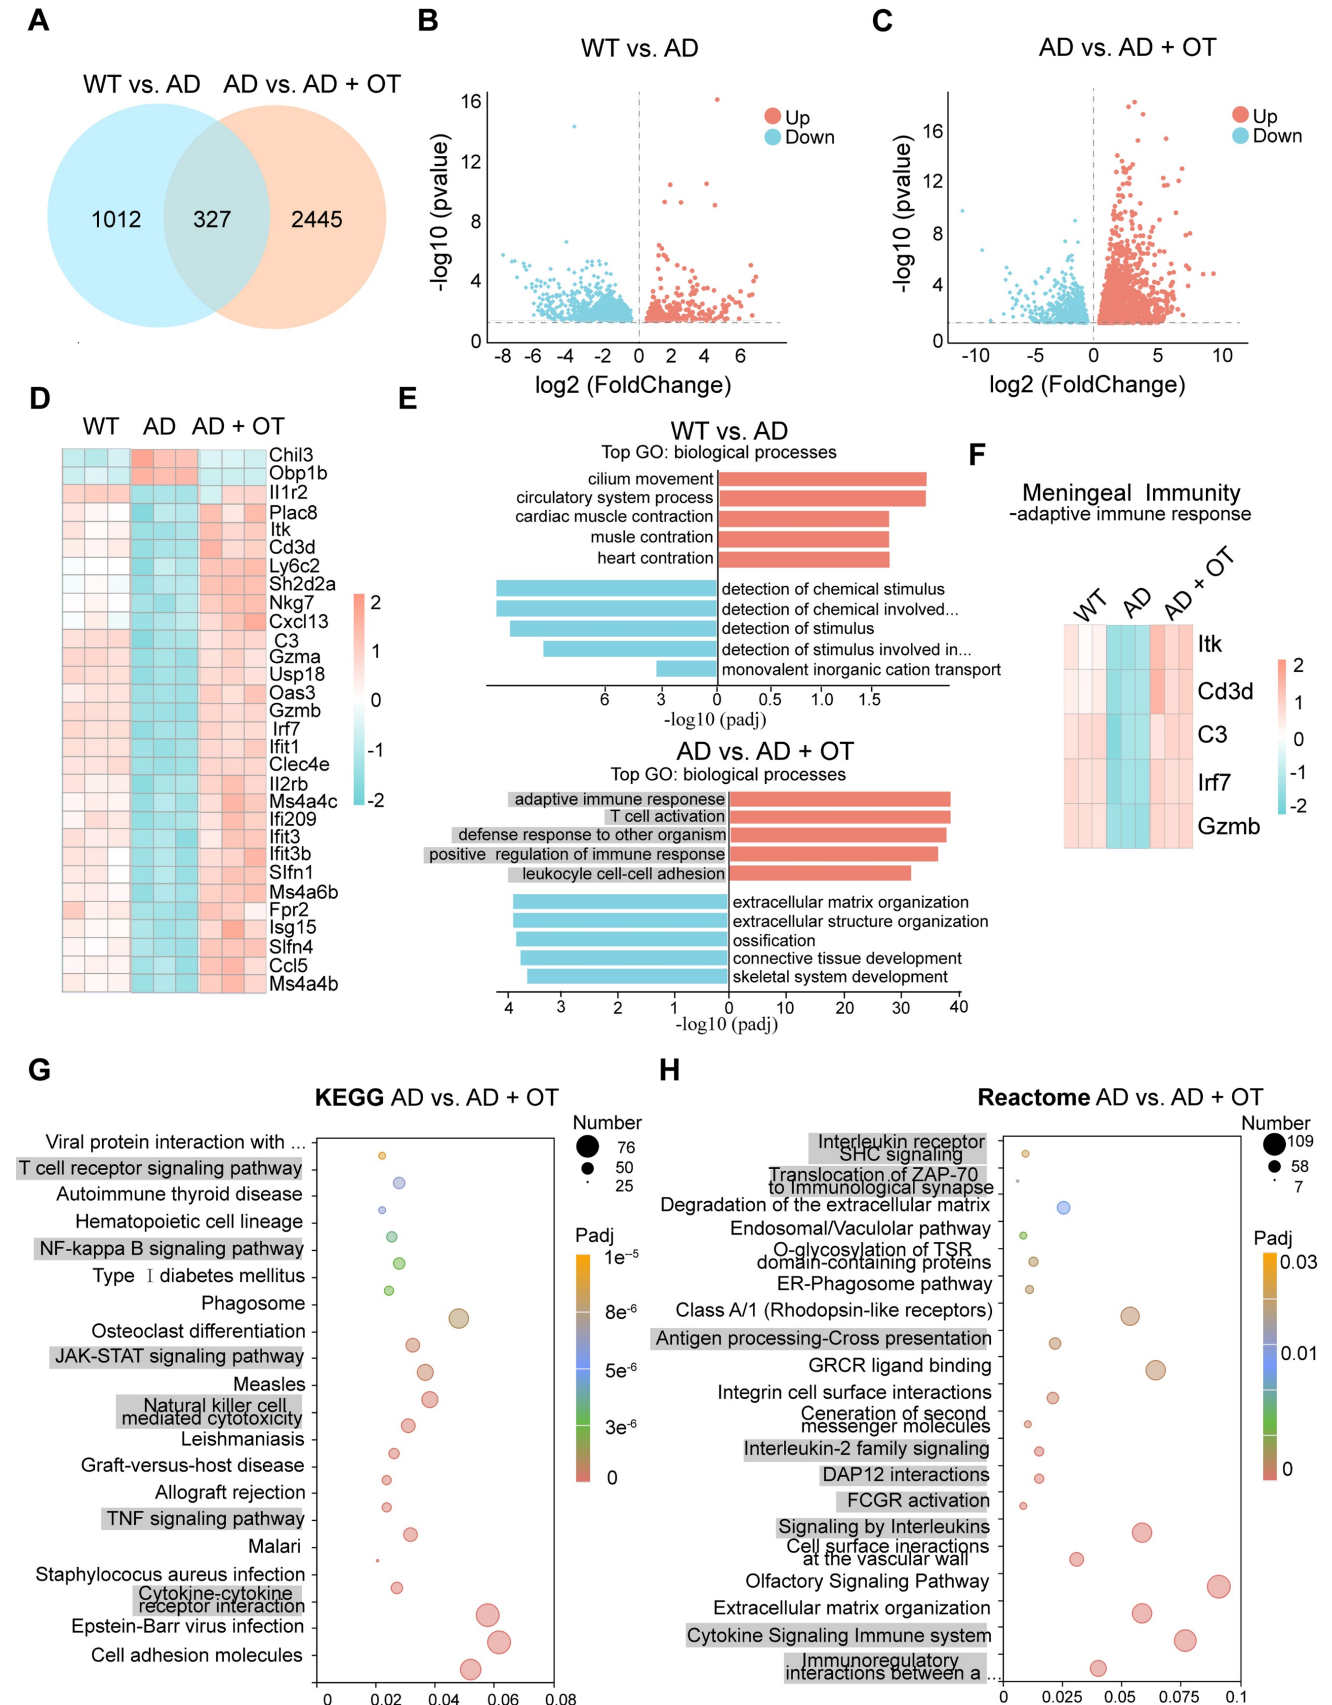 A
WT vs. AD
AD vs. AD + OT
1012
327
2445
B
WT vs. AD
-log10 (pvalue)
16
12
8
4
0
-8 -6 -4 -2 0 2 4 6
log2 (FoldChange)
Up
Down
C
AD vs. AD + OT
-log10 (pvalue)
16
12
8
4
0
-10 -5 0 5 10
log2 (FoldChange)
Up
Down
D
WT AD AD + OT
Chil3
Obp1b
Il1r2
Plac8
Itk
Cd3d
Ly6c2
Sh2d2a
Nkg7
Cxcl13
C3
Gzma
Usp18
Oas3
Gzmb
Irf7
Ifit1
Clec4e
Il2rb
Ms4a4c
Ifi209
Ifit3
Ifit3b
Slfn1
Ms4a6b
Fpr2
Isg15
Slfn4
Ccl5
Ms4a4b
2
1
0
-1
-2
E
WT vs. AD
Top GO: biological processes
cilium movement
circulatory system process
cardiac muscle contraction
musle contration
heart contration
detection of chemical stimulus
detection of chemical involved...
detection of stimulus
detection of stimulus involved in...
monovalent inorganic cation transport
6 3 0 0.5 1.0 1.5
-log10 (padj)
AD vs. AD + OT
Top GO: biological processes
adaptive immune responese
T cell activation
defense response to other organism
positive regulation of immune response
leukocyte cell-cell adhesion
extracellular matrix organization
extracellular structure organization
ossification
connective tissue development
skeletal system development
4 3 2 1 0 10 20 30 40
-log10 (padj)
F
Meningeal Immunity
-adaptive immune response
WT AD AD + OT
Itk
Cd3d
C3
Irf7
Gzmb
2
1
0
-1
-2
G
KEGG AD vs. AD + OT
Viral protein interaction with ...
T cell receptor signaling pathway
Autoimmune thyroid disease
Hematopoietic cell lineage
NF-kappa B signaling pathway
Type I diabetes mellitus
Phagosome
Osteoclast differentiation
JAK-STAT signaling pathway
Measles
Natural killer cell
mediated cytotoxicity
Leishmaniasis
Graft-versus-host disease
Allograft rejection
TNF signaling pathway
Malari
Staphylococus aureus infection
Cytokine-cytokine
receptor interaction
Epstein-Barr virus infection
Cell adhesion molecules
0 0.02 0.04 0.06 0.08
Number
76
50
25
Padj
1e-5
8e-6
5e-6
3e-6
0
H
Reactome AD vs. AD + OT
Interleukin receptor
SHC signaling
Translocation of ZAP-70
to Immunological synapse
Degradation of the extracellular matrix
Endosomal/Vaculolar pathway
O-glycosylation of TSR
domain-containing proteins
ER-Phagosome pathway
Class A/1 (Rhodopsin-like receptors)
Antigen processing-Cross presentation
GRCR ligand binding
Integrin cell surface interactions
Ceneration of second
messenger molecules
Interleukin-2 family signaling
DAP12 interactions
FCGR activation
Signaling by Interleukins
Cell surface ineractions
at the vascular wall
Olfactory Signaling Pathway
Extracellular matrix organization
Cytokine Signaling Immune system
Immunoregulatory
interactions between a ...
0 0.025 0.05 0.075 0.1
Number
109
58
7
Padj
0.03
0.01
0